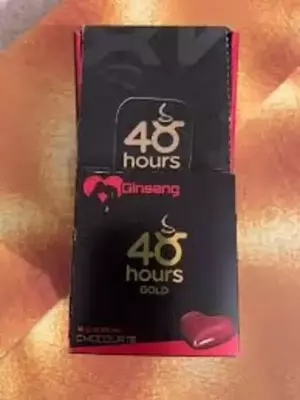 48
hours
Ginseng
48
hours
GOLD
CHOCOLATE